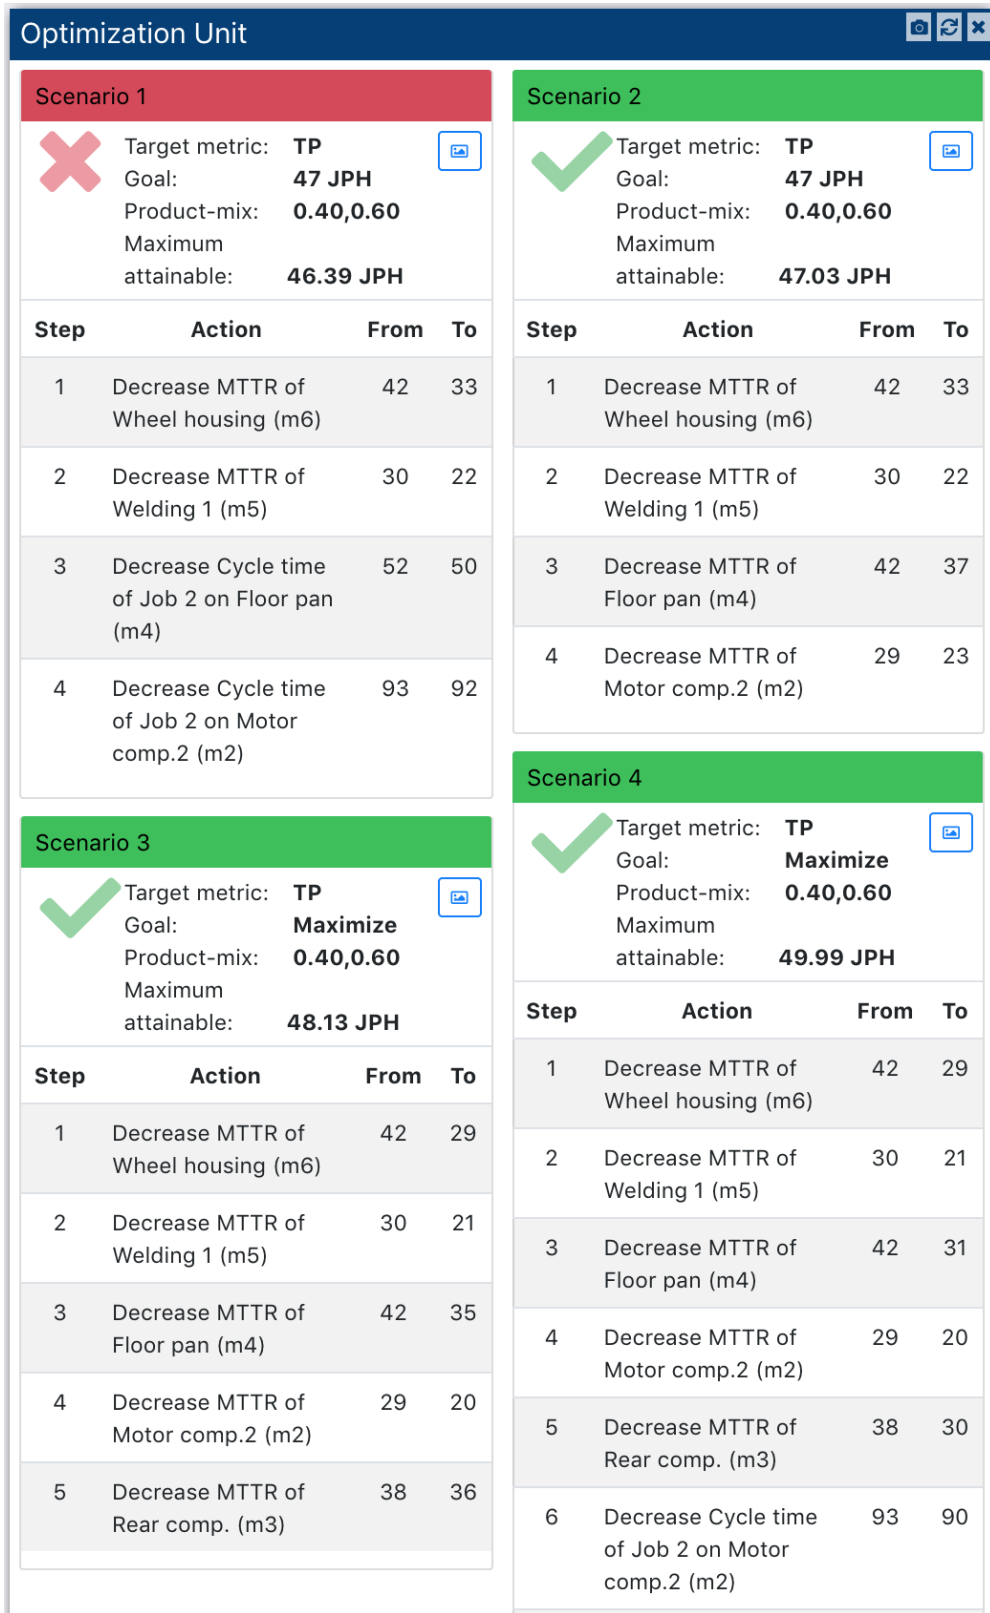 Optimization Unit
Scenario 1
Target metric: TP
Goal: 47 JPH
Product-mix: 0.40,0.60
Maximum
attainable: 46.39 JPH
Step Action From To
1 Decrease MTTR of 42 33
Wheel housing (m6)
2 Decrease MTTR of 30 22
Welding 1 (m5)
3 Decrease Cycle time 52 50
of Job 2 on Floor pan
(m4)
4 Decrease Cycle time 93 92
of Job 2 on Motor
comp.2 (m2)
Scenario 2
Target metric: TP
Goal: 47 JPH
Product-mix: 0.40,0.60
Maximum
attainable: 47.03 JPH
Step Action From To
1 Decrease MTTR of 42 33
Wheel housing (m6)
2 Decrease MTTR of 30 22
Welding 1 (m5)
3 Decrease MTTR of 42 37
Floor pan (m4)
4 Decrease MTTR of 29 23
Motor comp.2 (m2)
Scenario 3
Target metric: TP
Goal: Maximize
Product-mix: 0.40,0.60
Maximum
attainable: 48.13 JPH
Step Action From To
1 Decrease MTTR of 42 29
Wheel housing (m6)
2 Decrease MTTR of 30 21
Welding 1 (m5)
3 Decrease MTTR of 42 35
Floor pan (m4)
4 Decrease MTTR of 29 20
Motor comp.2 (m2)
5 Decrease MTTR of 38 36
Rear comp. (m3)
Scenario 4
Target metric: TP
Goal: Maximize
Product-mix: 0.40,0.60
Maximum
attainable: 49.99 JPH
Step Action From To
1 Decrease MTTR of 42 29
Wheel housing (m6)
2 Decrease MTTR of 30 21
Welding 1 (m5)
3 Decrease MTTR of 42 31
Floor pan (m4)
4 Decrease MTTR of 29 20
Motor comp.2 (m2)
5 Decrease MTTR of 38 30
Rear comp. (m3)
6 Decrease Cycle time 93 90
of Job 2 on Motor
comp.2 (m2)